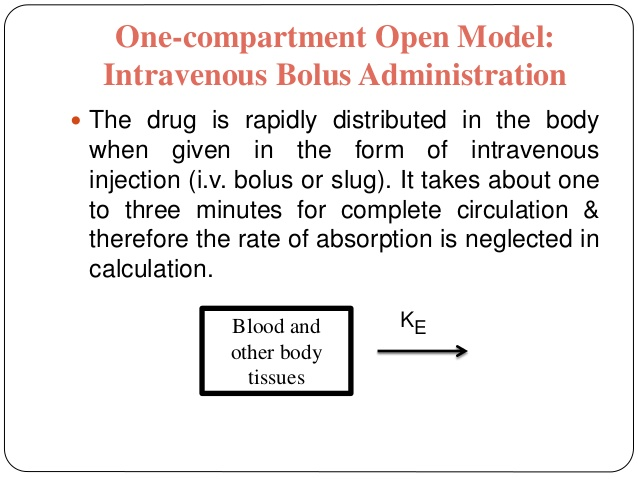 One-compartment Open Model:
Intravenous Bolus Administration
• The drug is rapidly distributed in the body
when given in the form of intravenous
injection (i.v. bolus or slug). It takes about one
to three minutes for complete circulation &
therefore the rate of absorption is neglected in
calculation.
Blood and
other body
tissues
KE